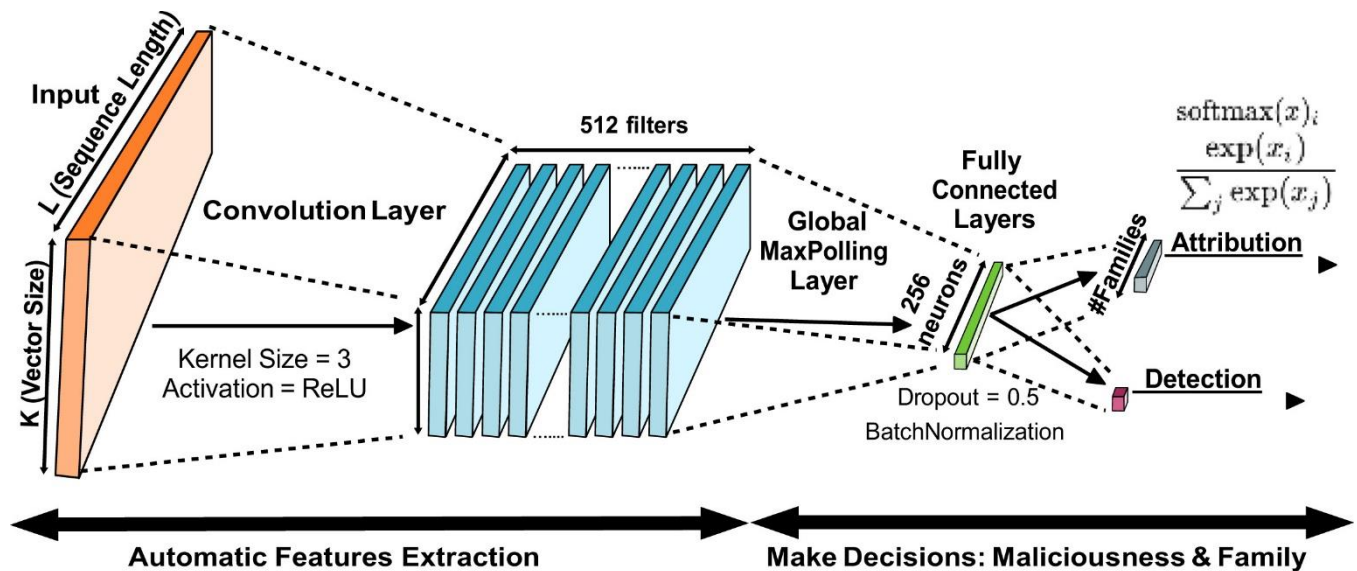 Input
L (Sequence Length)
K (Vector Size)
Convolution Layer
Kernel Size = 3
Activation = ReLU
512 filters
Global
MaxPolling
Layer
Fully
Connected
Layers
256
neurons
Dropout = 0.5
BatchNormalization
#Families
softmax(x)_i
exp(x_i)
∑_j exp(x_j)
Attribution
Detection
Automatic Features Extraction
Make Decisions: Maliciousness & Family